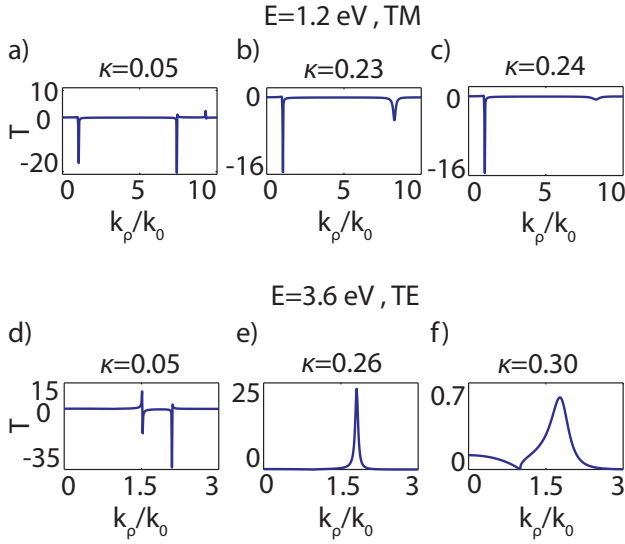 E=1.2 eV , TM
a) b) c)
κ=0.05 κ=0.23 κ=0.24
10 0 0
0
T
-20 -16 -16
0 5 10 0 5 10 0 5 10
kρ/k0 kρ/k0 kρ/k0
E=3.6 eV , TE
d) e) f)
κ=0.05 κ=0.26 κ=0.30
15 25 0.7
0
T
-35 0 0
0 1.5 3 0 1.5 3 0 1.5 3
kρ/k0 kρ/k0 kρ/k0